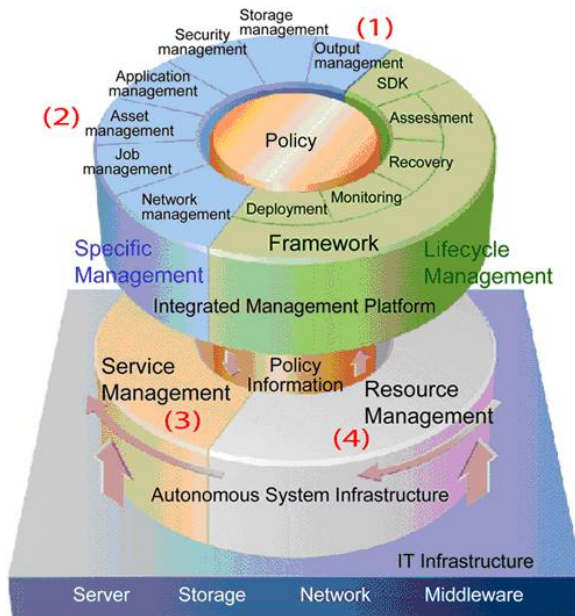 Storage
management
(1)
Security
management
Output
management
Application
management
SDK
(2)
Asset
management
Assessment
Policy
Job
management
Recovery
Network
management
Monitoring
Deployment
Framework
Specific
Management
Lifecycle
Management
Integrated Management Platform
Service
Management
Policy
Information
Resource
Management
(3)
(4)
Autonomous System Infrastructure
IT Infrastructure
Server Storage Network Middleware